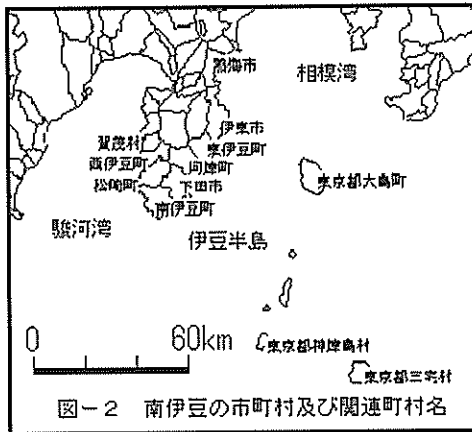 熱海市
相模湾
伊東市
賀茂村
東伊豆町
西伊豆町
河津町
松崎町
下田市
南伊豆町
東京都大島町
駿河湾
伊豆半島
0 60km
東京都神津島村
東京都三宅村
図－2 南伊豆の市町村及び関連町村名